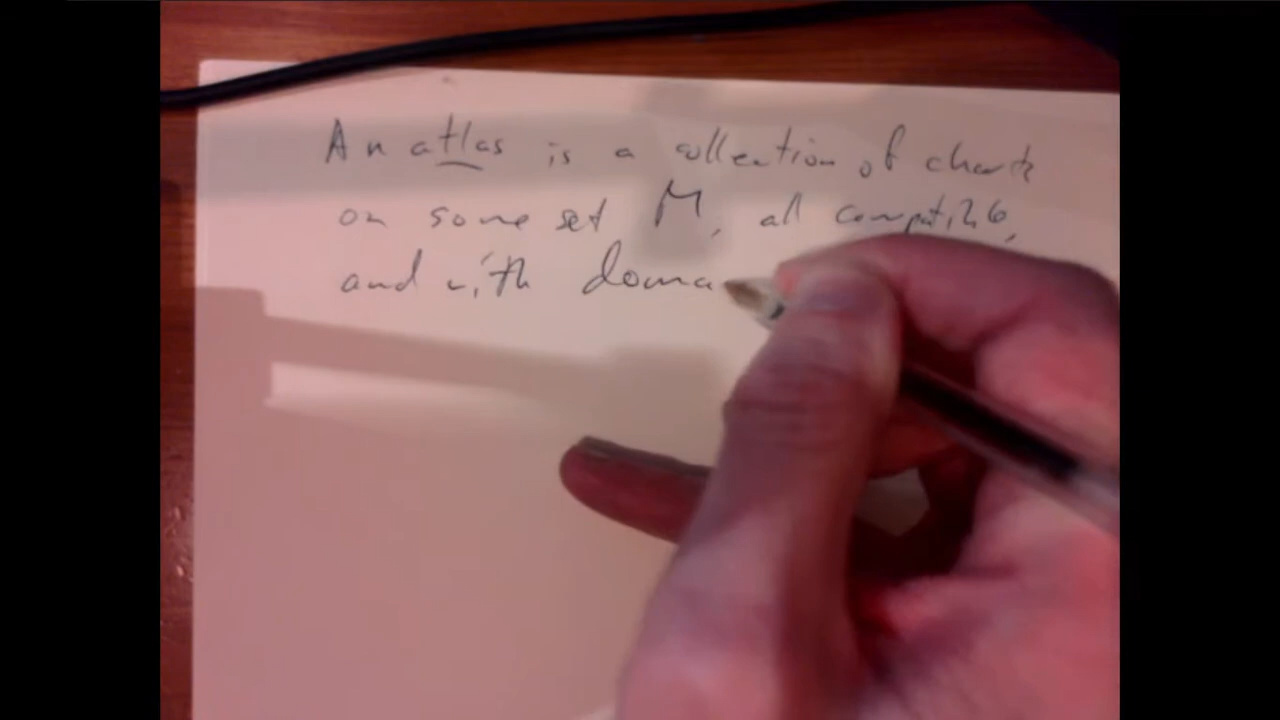 An atlas is a collection of charts
on some set M, all compatible,
and with doma